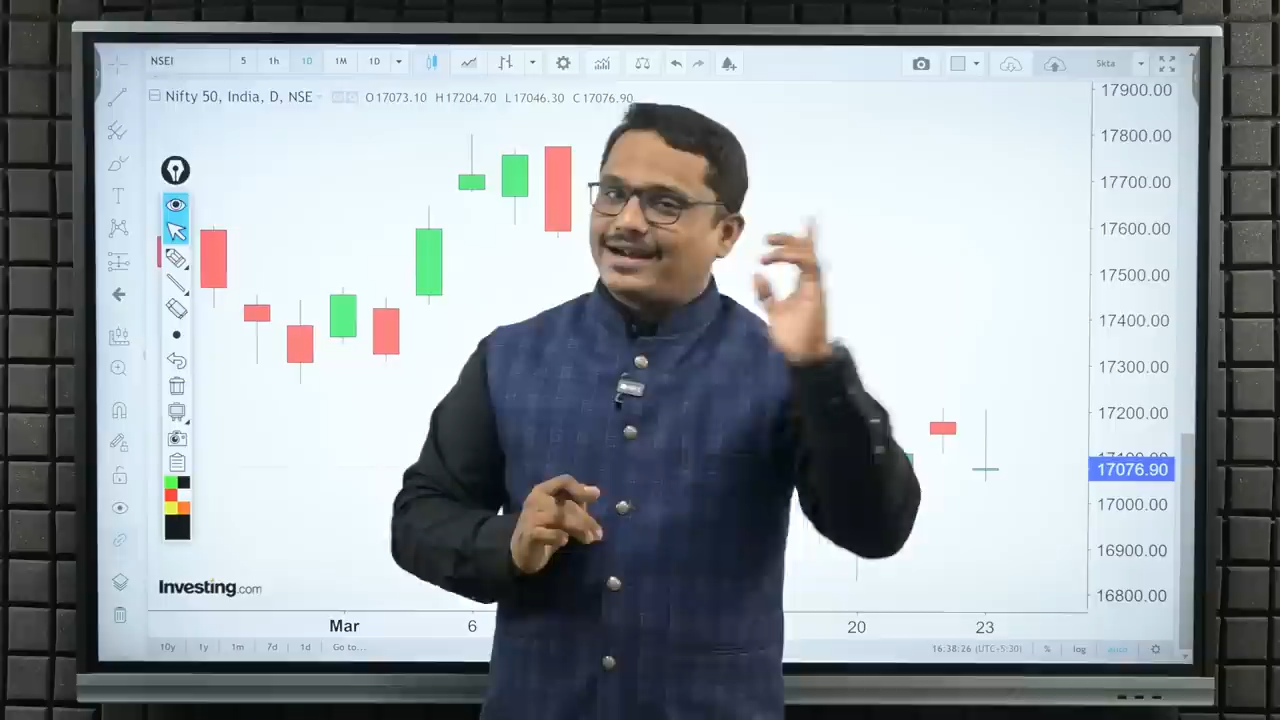 NSEI 5 1h 1D 1M 1D 5kta
Nifty 50, India, D, NSE O17073.10 H17204.70 L17046.30 C17076.90
17900.00
17800.00
17700.00
17600.00
17500.00
17400.00
17300.00
17200.00
17076.90
17000.00
16900.00
16800.00
Investing.com
Mar 6 20 23
10y 1y 1m 7d 1d Go to... 16:38:26 (UTC+5:30) % log auto